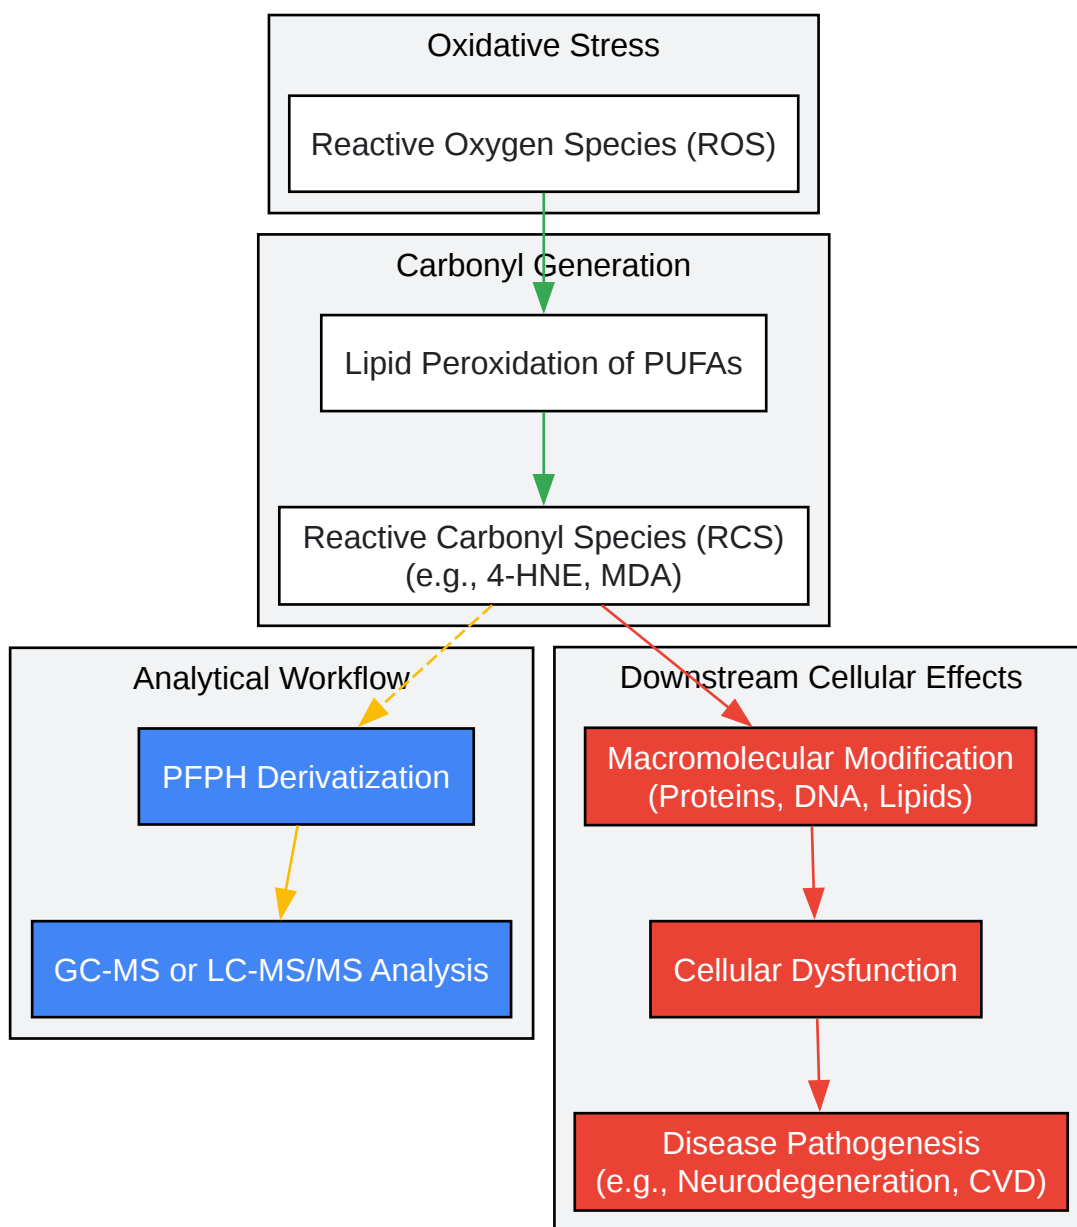 Oxidative Stress
Reactive Oxygen Species (ROS)
Carbonyl Generation
Lipid Peroxidation of PUFAs
Reactive Carbonyl Species (RCS)
(e.g., 4-HNE, MDA)
Analytical Workflow
PFPH Derivatization
GC-MS or LC-MS/MS Analysis
Downstream Cellular Effects
Macromolecular Modification
(Proteins, DNA, Lipids)
Cellular Dysfunction
Disease Pathogenesis
(e.g., Neurodegeneration, CVD)